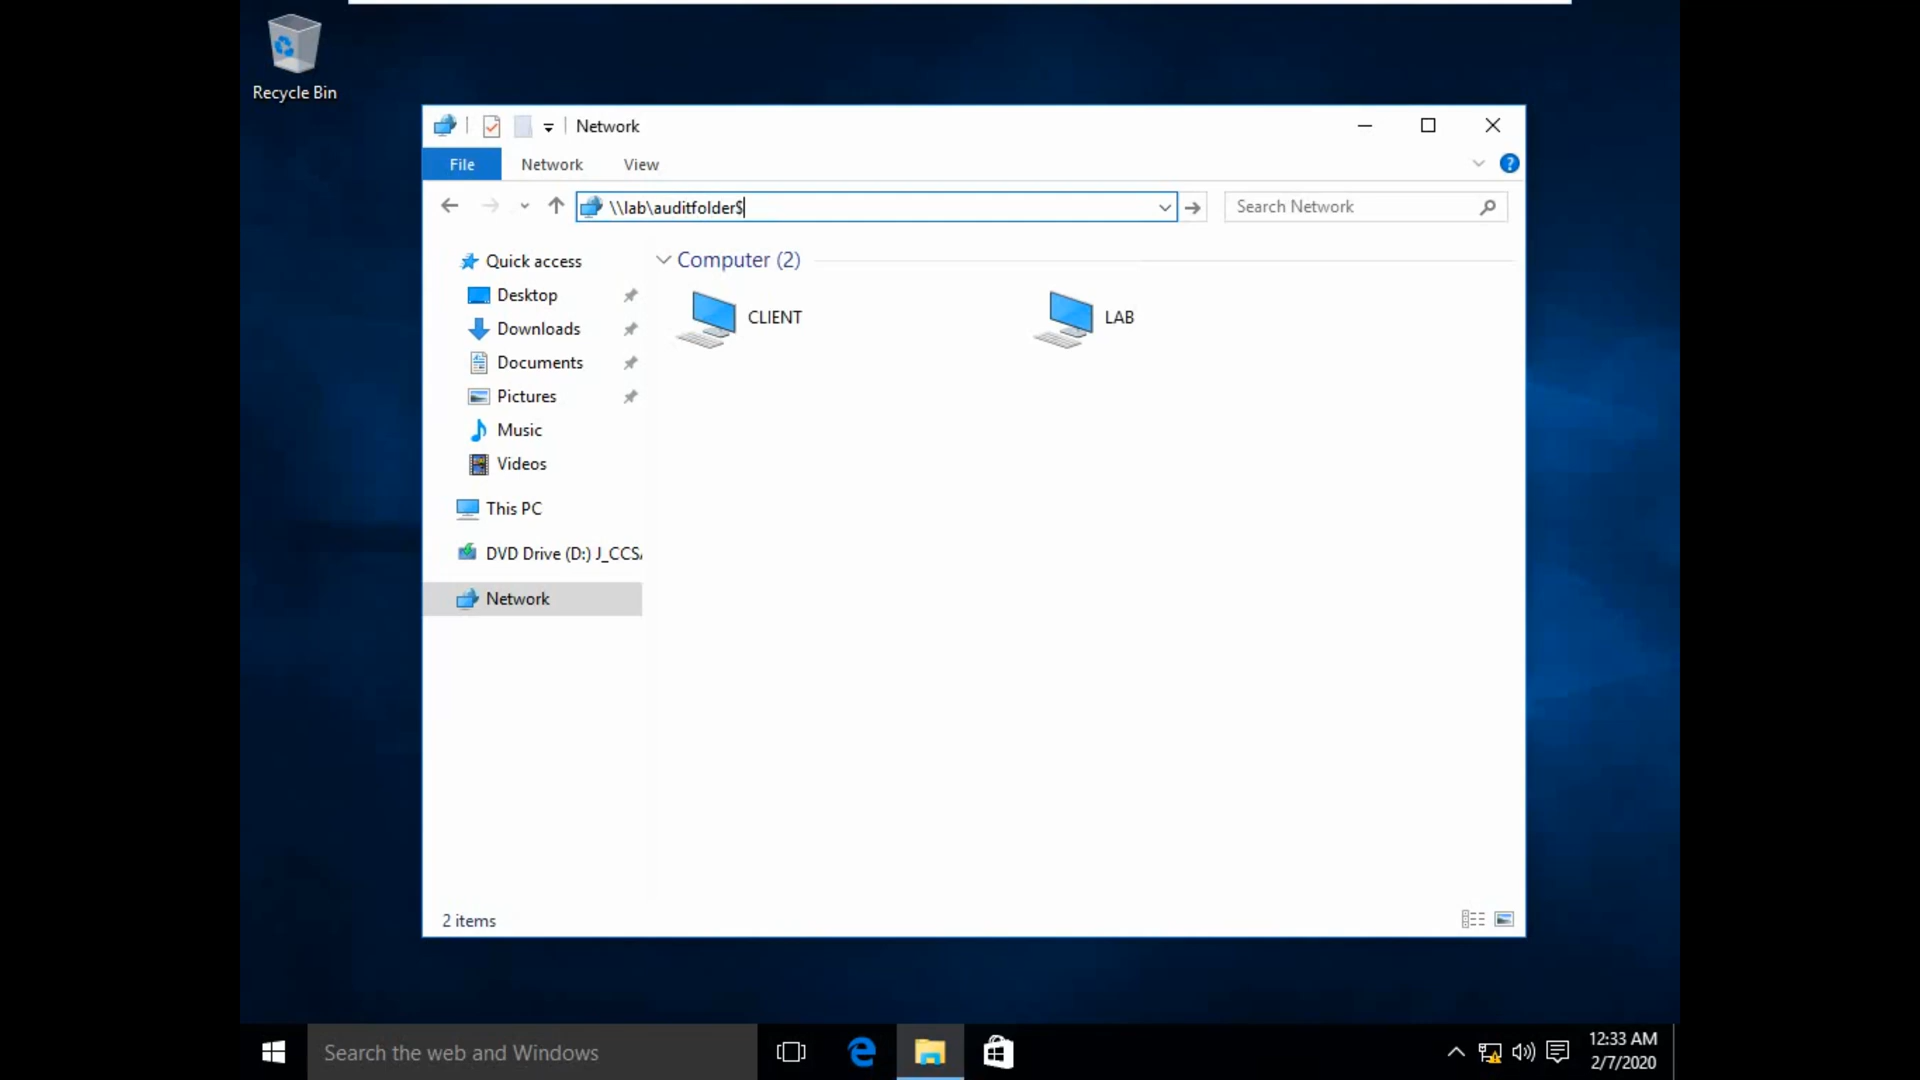 Recycle Bin
Network
File
Network
View
\\lab\auditfolder$
Search Network
Quick access
Desktop
Downloads
Documents
Pictures
Music
Videos
This PC
DVD Drive (D:) J_CCS
Network
Computer (2)
CLIENT
LAB
2 items
Search the web and Windows
12:33 AM
2/7/2020